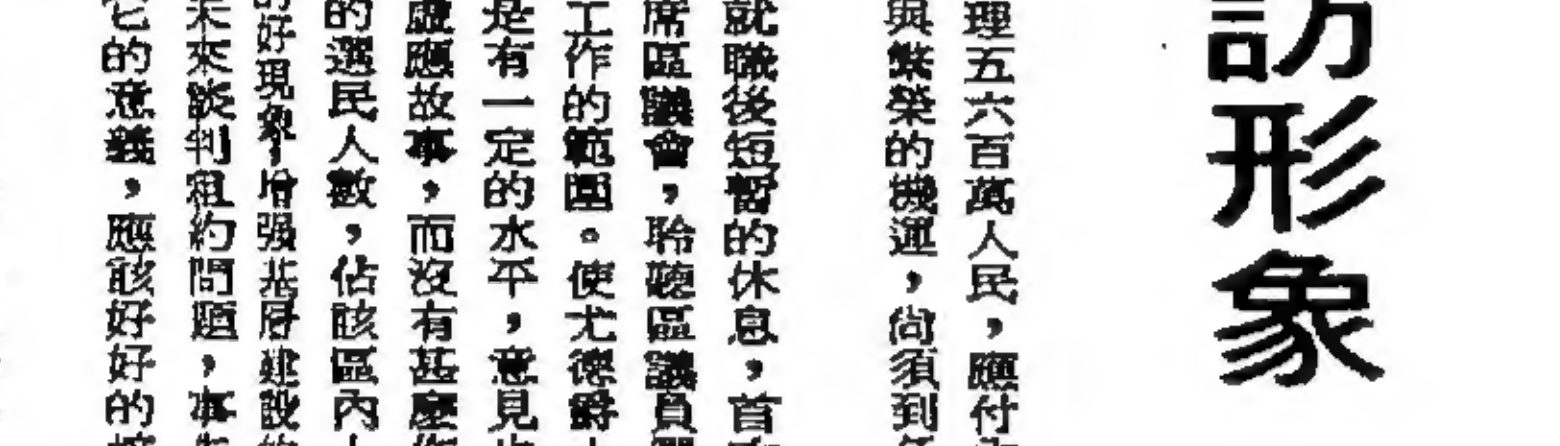 訪形象
理五六百萬人民，應付
與繁榮的機運，尚須到
就職後短暫的休息，首
席區議會，聆聽區議員
工作的範圍。使尤德爵
是有一定的水平，意見
虛應故事，而沒有甚麼作
的選民人數，佔該區內
的好現象，增强基層建設的
未來談判租約問題，事
它的意義，應該好好的